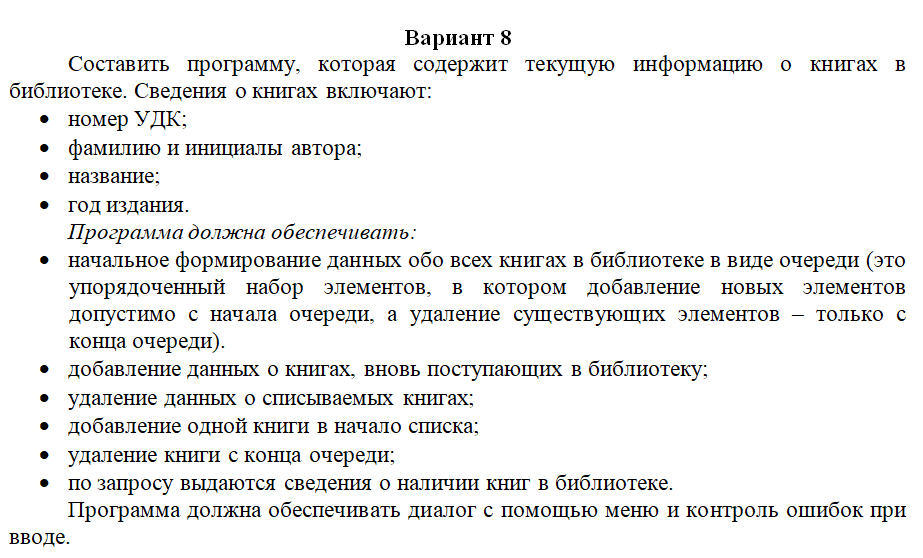 Вариант 8
Составить программу, которая содержит текущую информацию о книгах в
библиотеке. Сведения о книгах включают:
• номер УДК;
• фамилию и инициалы автора;
• название;
• год издания.
Программа должна обеспечивать:
• начальное формирование данных обо всех книгах в библиотеке в виде очереди (это
упорядоченный набор элементов, в котором добавление новых элементов
допустимо с начала очереди, а удаление существующих элементов – только с
конца очереди).
• добавление данных о книгах, вновь поступающих в библиотеку;
• удаление данных о списываемых книгах;
• добавление одной книги в начало списка;
• удаление книги с конца очереди;
• по запросу выдаются сведения о наличии книг в библиотеке.
Программа должна обеспечивать диалог с помощью меню и контроль ошибок при
вводе.